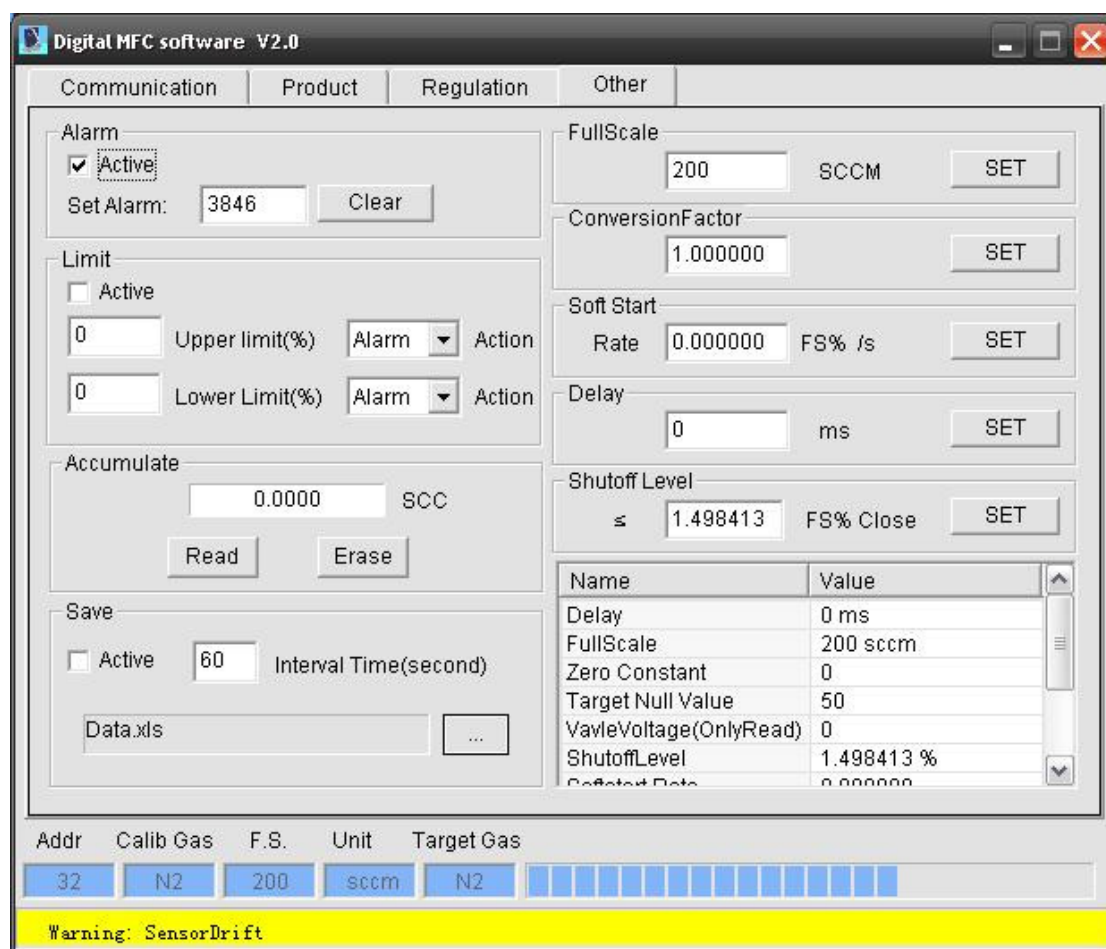 Digital MFC software V2.0
Communication Product Regulation Other
Alarm
Active
Set Alarm: 3846 Clear
Limit
Active
0 Upper limit(%) Alarm Action
0 Lower Limit(%) Alarm Action
Accumulate
0.0000 SCC
Read Erase
Save
Active 60 Interval Time(second)
Data.xls ...
FullScale
200 SCCM SET
ConversionFactor
1.000000 SET
Soft Start
Rate 0.000000 FS% /s SET
Delay
0 ms SET
Shutoff Level
≤ 1.498413 FS% Close SET
Name Value
Delay 0 ms
FullScale 200 sccm
Zero Constant 0
Target Null Value 50
VavleVoltage(OnlyRead) 0
ShutoffLevel 1.498413 %
Addr Calib Gas F.S. Unit Target Gas
32 N2 200 sccm N2
Warning: SensorDrift